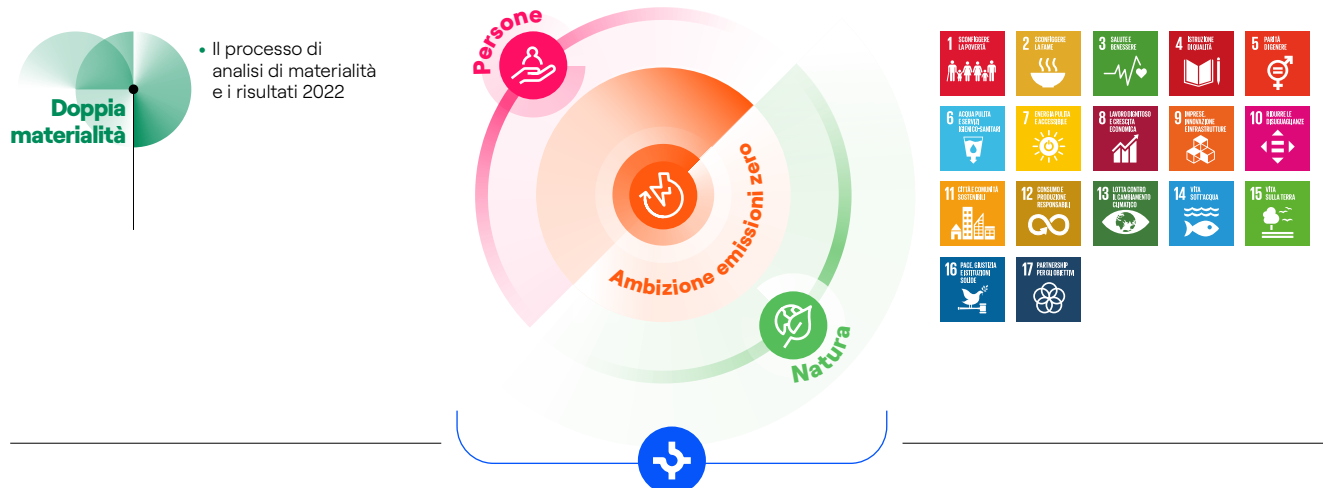 Doppia
materialità
• Il processo di
analisi di materialità
e i risultati 2022
Persone
Ambizione emissioni zero
Natura
1 SCONFIGGERE
LA POVERTÀ
2 SCONFIGGERE
LA FAME
3 SALUTE E
BENESSERE
4 ISTRUZIONE
DI QUALITÀ
5 PARITÀ
DI GENERE
6 ACQUA PULITA
E SERVIZI
IGIENICO-SANITARI
7 ENERGIA PULITA
E ACCESSIBILE
8 LAVORO DIGNITOSO
E CRESCITA
ECONOMICA
9 IMPRESE,
INNOVAZIONE
E INFRASTRUTTURE
10 RIDURRE LE
DISUGUAGLIANZE
11 CITTÀ E COMUNITÀ
SOSTENIBILI
12 CONSUMO E
PRODUZIONE
RESPONSABILI
13 LOTTA CONTRO
IL CAMBIAMENTO
CLIMATICO
14 VITA
SOTT'ACQUA
15 VITA
SULLA TERRA
16 PACE, GIUSTIZIA
E ISTITUZIONI
SOLIDE
17 PARTNERSHIP
PER GLI OBIETTIVI